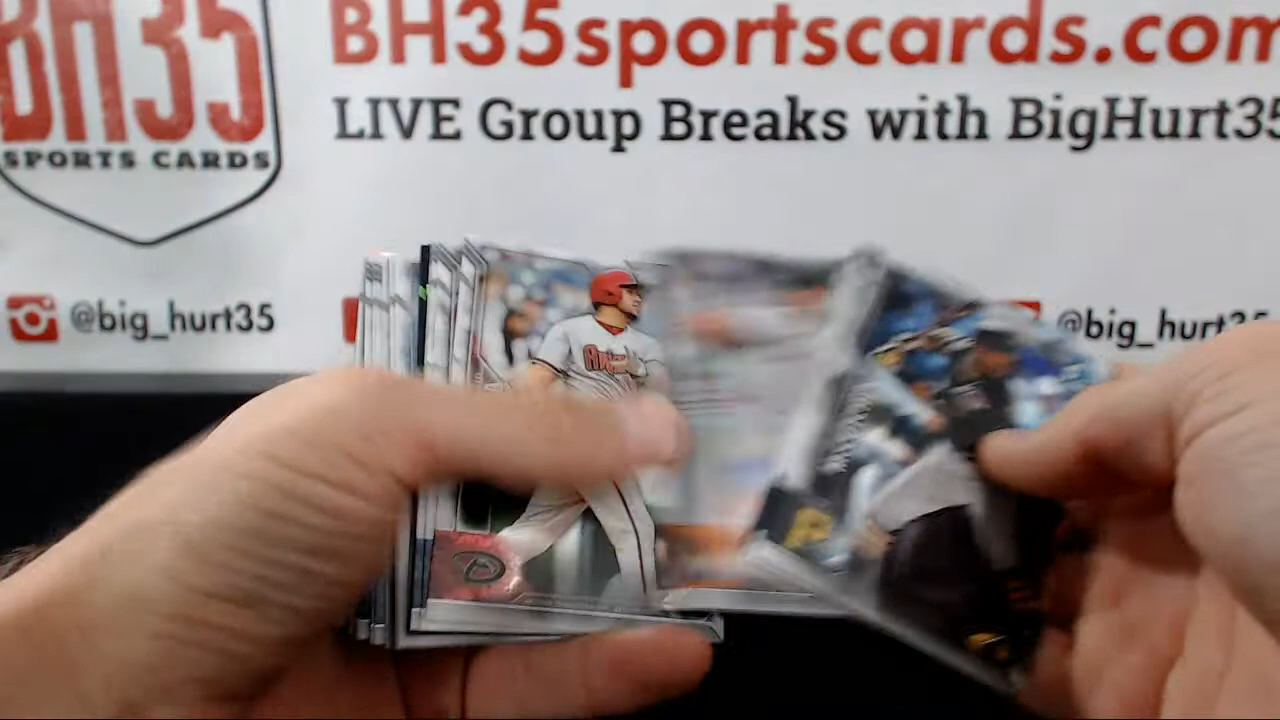 BH35
SPORTS CARDS
BH35sportscards.com
LIVE Group Breaks with BigHurt35
@big_hurt35
@big_hurt35